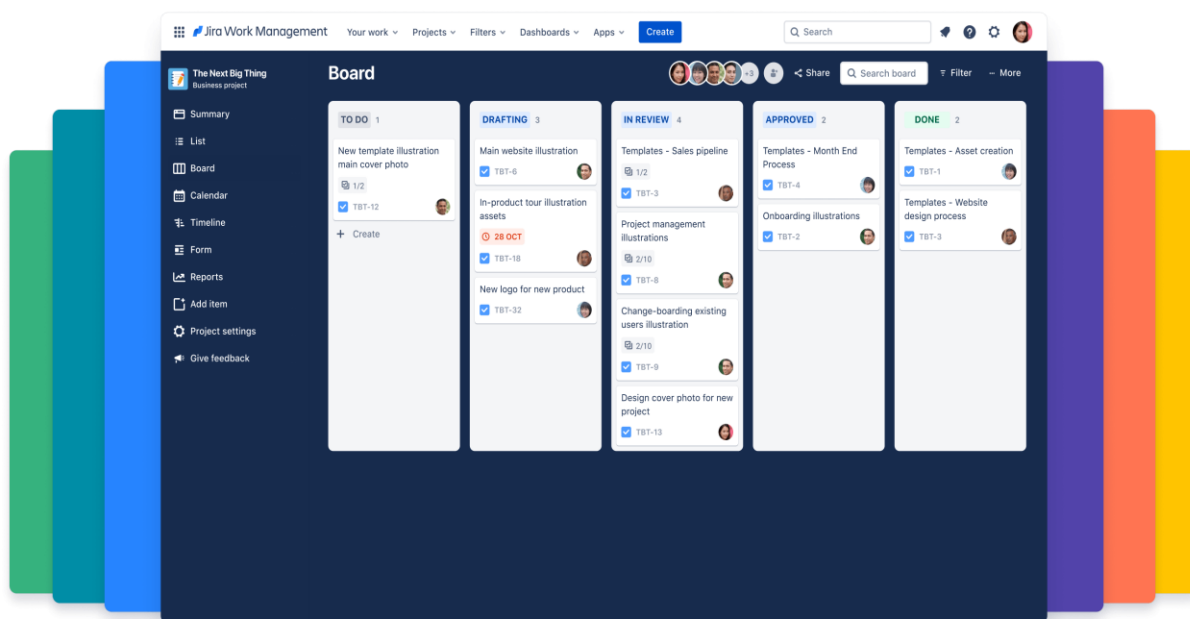 Jira Work Management Your work Projects Filters Dashboards Apps Create Search
The Next Big Thing
Business project
Summary
List
Board
Calendar
Timeline
Form
Reports
Add item
Project settings
Give feedback
Board
+3
Share Search board Filter More
TO DO 1
New template illustration
main cover photo
1/2
TBT-12
+ Create
DRAFTING 3
Main website illustration
TBT-6
In-product tour illustration
assets
28 OCT
TBT-18
New logo for new product
TBT-32
IN REVIEW 4
Templates - Sales pipeline
1/2
TBT-3
Project management
illustrations
2/10
TBT-8
Change-boarding existing
users illustration
2/10
TBT-9
Design cover photo for new
project
TBT-13
APPROVED 2
Templates - Month End
Process
TBT-4
Onboarding illustrations
TBT-2
DONE 2
Templates - Asset creation
TBT-1
Templates - Website
design process
TBT-3